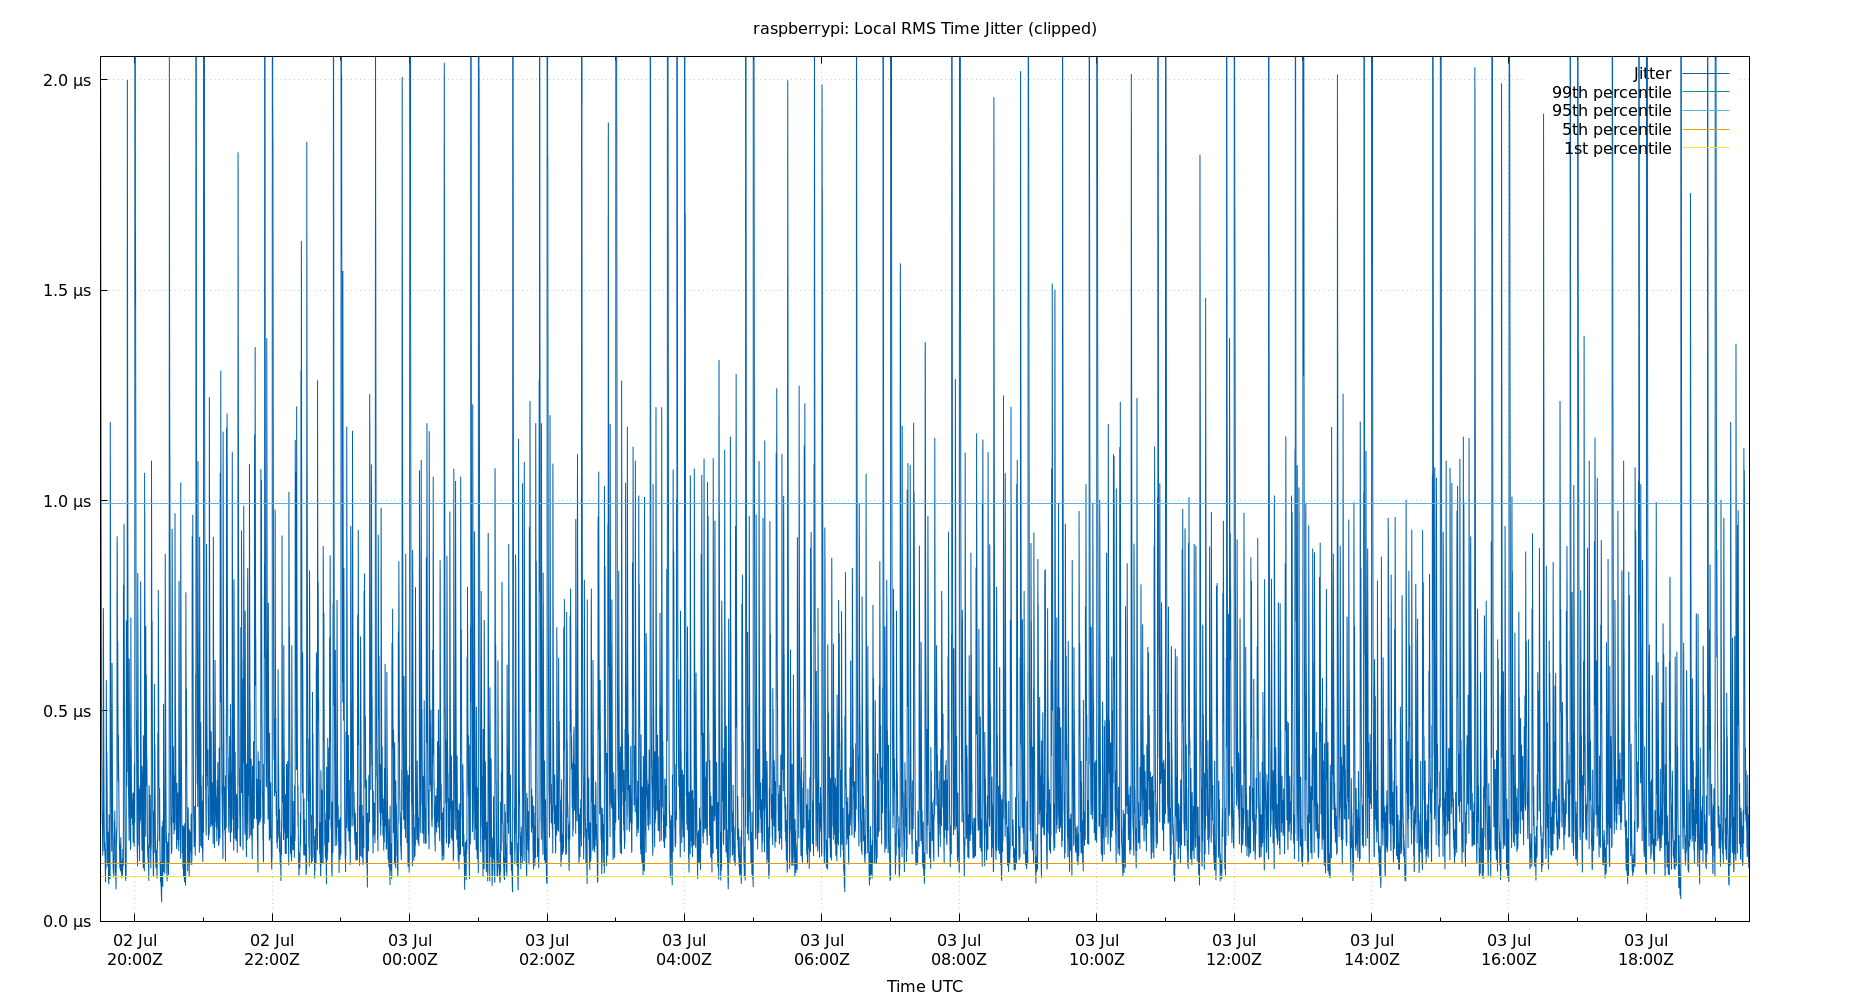 raspberrypi: Local RMS Time Jitter (clipped)
2.0 µs
1.5 µs
1.0 µs
0.5 µs
0.0 µs
Jitter
99th percentile
95th percentile
5th percentile
1st percentile
02 Jul 02 Jul 03 Jul 03 Jul 03 Jul 03 Jul 03 Jul 03 Jul 03 Jul 03 Jul 03 Jul 03 Jul
20:00Z 22:00Z 00:00Z 02:00Z 04:00Z 06:00Z 08:00Z 10:00Z 12:00Z 14:00Z 16:00Z 18:00Z
Time UTC